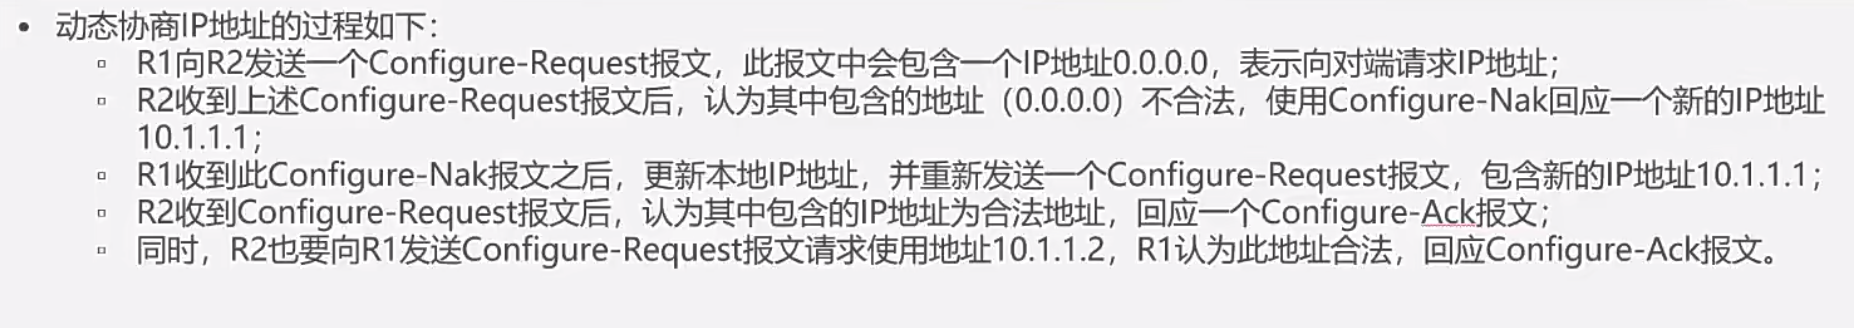 • 动态协商IP地址的过程如下：
▫ R1向R2发送一个Configure-Request报文，此报文中会包含一个IP地址0.0.0.0，表示向对端请求IP地址；
▫ R2收到上述Configure-Request报文后，认为其中包含的地址（0.0.0.0）不合法，使用Configure-Nak回应一个新的IP地址
10.1.1.1；
▫ R1收到此Configure-Nak报文之后，更新本地IP地址，并重新发送一个Configure-Request报文，包含新的IP地址10.1.1.1；
▫ R2收到Configure-Request报文后，认为其中包含的IP地址为合法地址，回应一个Configure-Ack报文；
▫ 同时，R2也要向R1发送Configure-Request报文请求使用地址10.1.1.2，R1认为此地址合法，回应Configure-Ack报文。